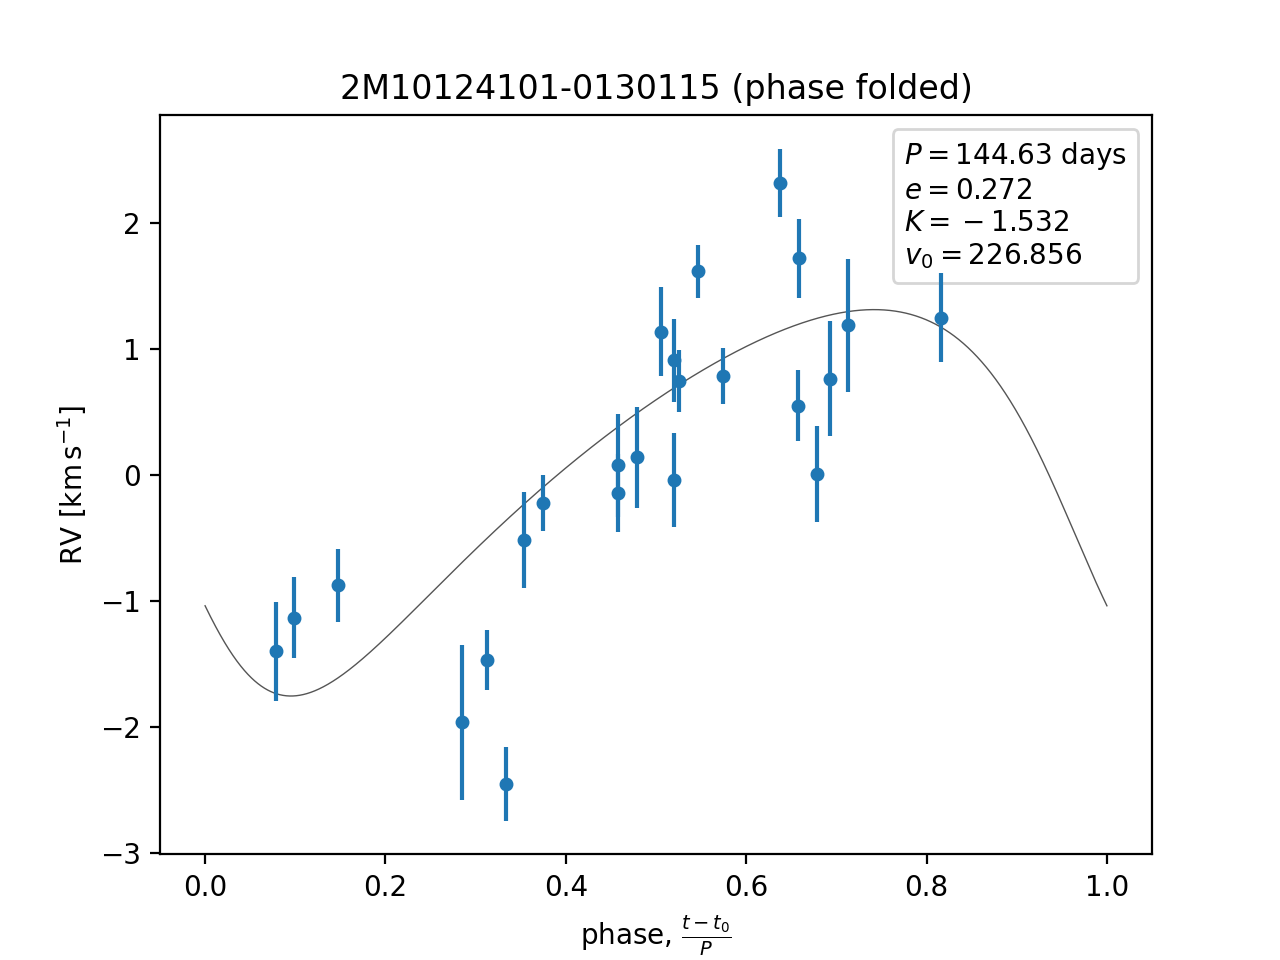 2M10124101-0130115 (phase folded)
P = 144.63 days
e = 0.272
K = −1.532
v₀ = 226.856
2
1
0
−1
−2
−3
RV [km s⁻¹]
0.0 0.2 0.4 0.6 0.8 1.0
phase, (t − t₀)/P